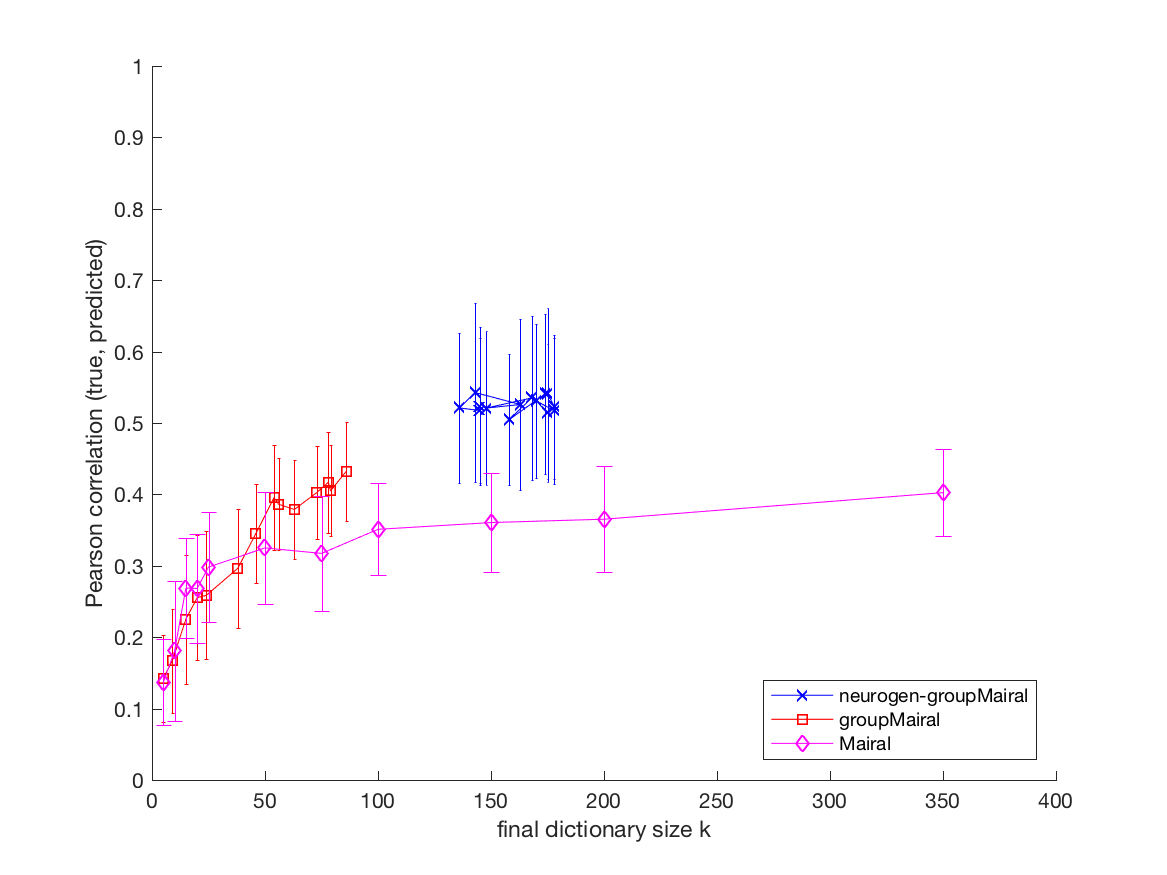 1
0.9
0.8
0.7
0.6
0.5
0.4
0.3
0.2
0.1
0
Pearson correlation (true, predicted)
0 50 100 150 200 250 300 350 400
final dictionary size k
neurogen-groupMairal
groupMairal
Mairal